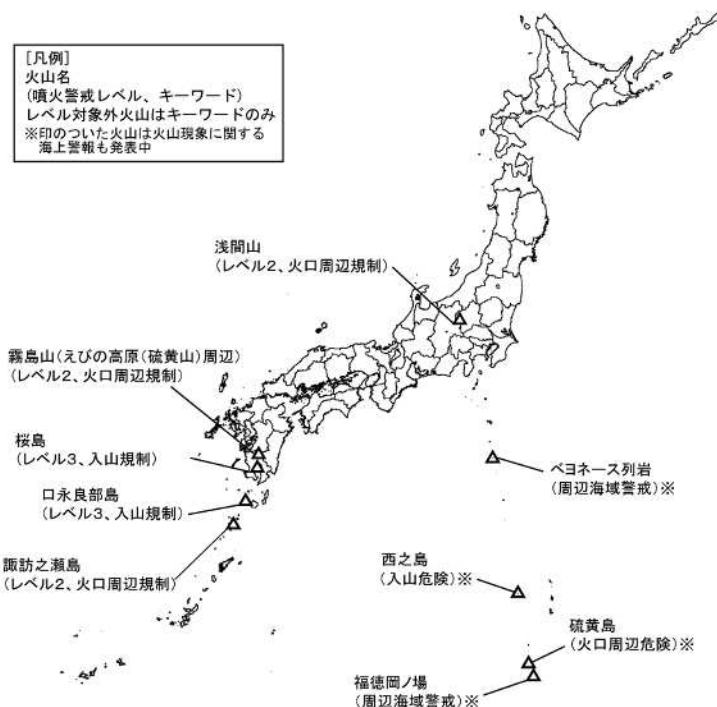 [凡例]
火山名
(噴火警戒レベル、キーワード)
レベル対象外火山はキーワードのみ
※印のついた火山は火山現象に関する
海上警報も発表中
浅間山
(レベル2、火口周辺規制)
霧島山(えびの高原(硫黄山)周辺)
(レベル2、火口周辺規制)
桜島
(レベル3、入山規制)
口永良部島
(レベル3、入山規制)
諏訪之瀬島
(レベル2、火口周辺規制)
ベヨネース列岩
(周辺海域警戒)※
西之島
(入山危険)※
硫黄島
(火口周辺危険)※
福徳岡ノ場
(周辺海域警戒)※